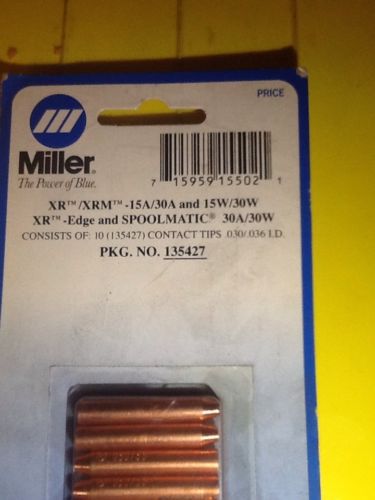 PRICE
Miller®
The Power of Blue.
7 15959 15502 1
XR™/XRM™-15A/30A and 15W/30W
XR™-Edge and SPOOLMATIC® 30A/30W
CONSISTS OF: 10 (135427) CONTACT TIPS .030/.036 I.D.
PKG. NO. 135427